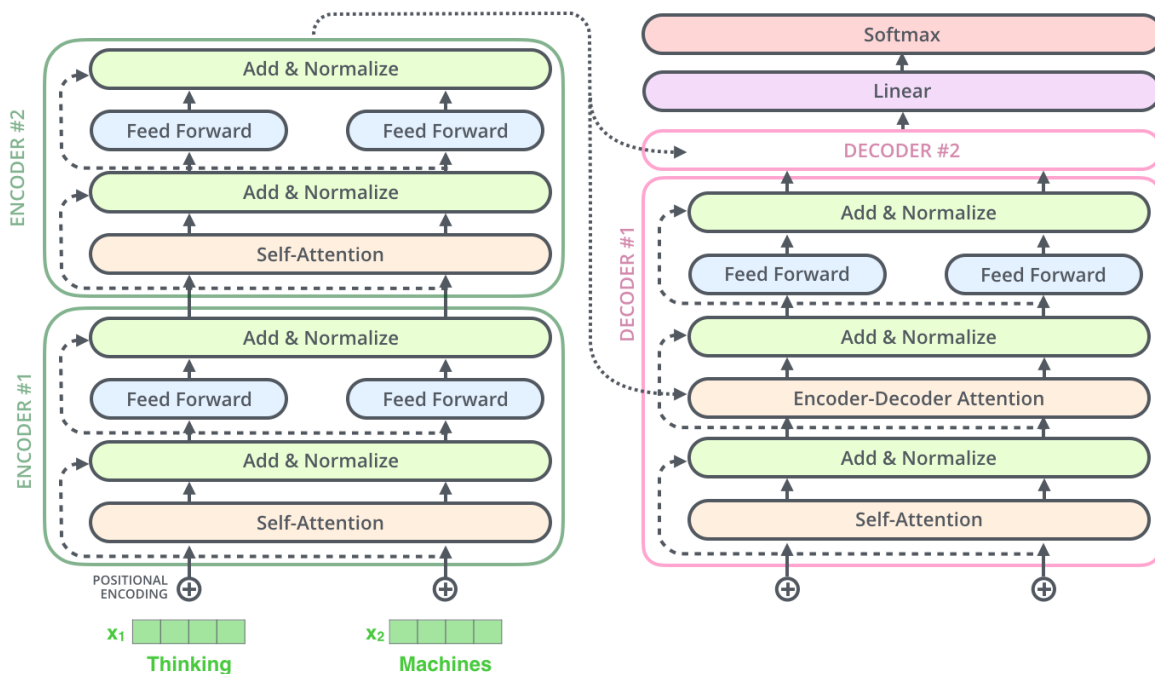 ENCODER #2
Add & Normalize
Feed Forward
Feed Forward
Add & Normalize
Self-Attention
ENCODER #1
Add & Normalize
Feed Forward
Feed Forward
Add & Normalize
Self-Attention
POSITIONAL
ENCODING
x₁
x₂
Thinking
Machines
Softmax
Linear
DECODER #2
DECODER #1
Add & Normalize
Feed Forward
Feed Forward
Add & Normalize
Encoder-Decoder Attention
Add & Normalize
Self-Attention